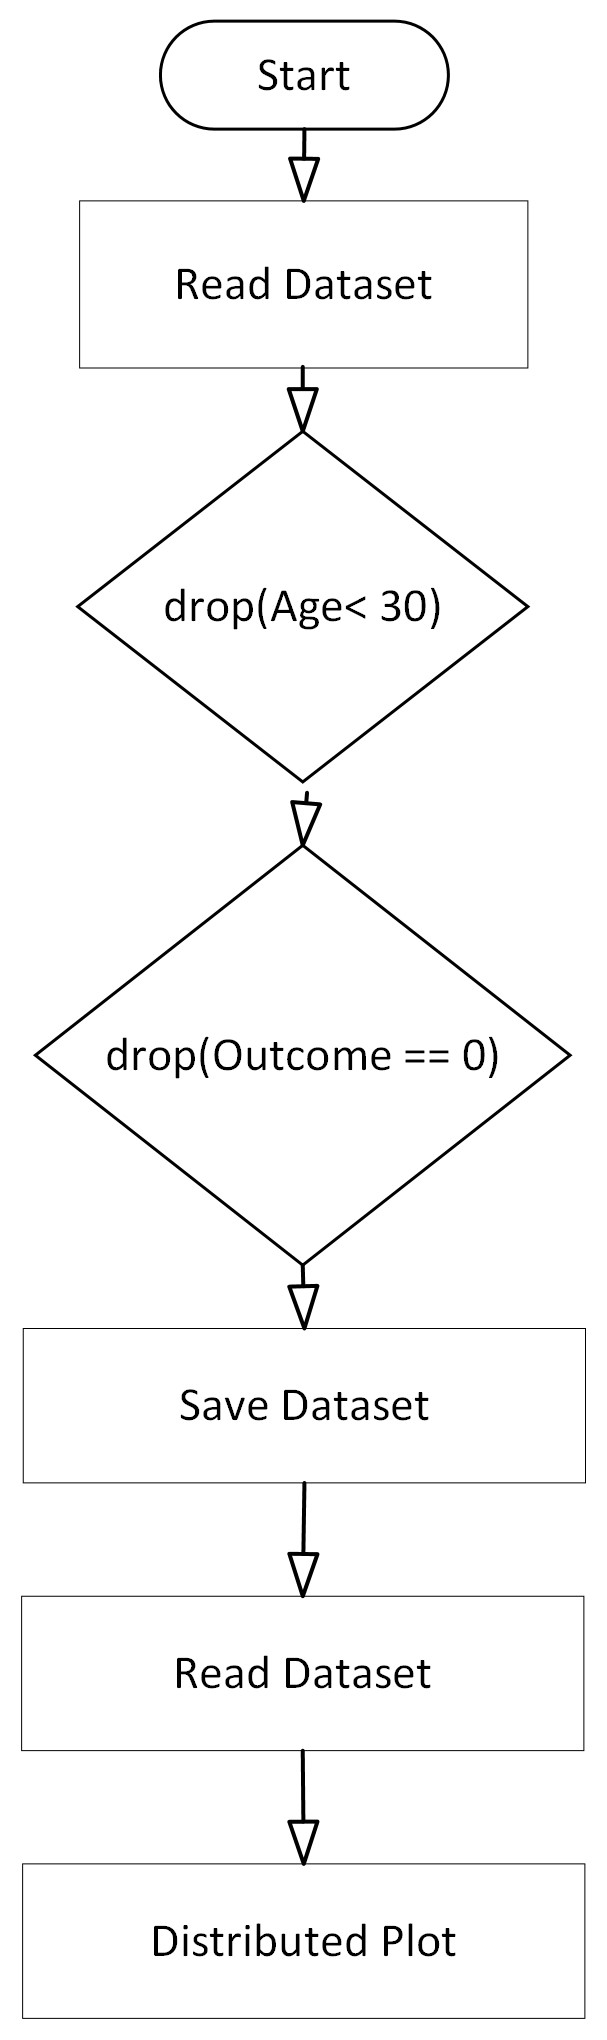 Start
Read Dataset
drop(Age< 30)
drop(Outcome == 0)
Save Dataset
Read Dataset
Distributed Plot